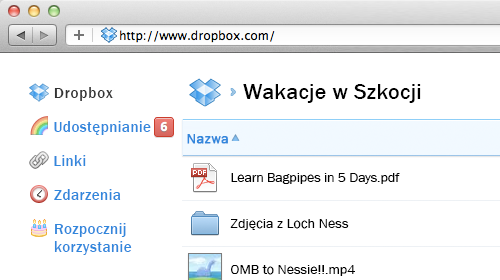 http://www.dropbox.com/
Dropbox
Udostępnianie 6
Linki
Zdarzenia
Rozpocznij
korzystanie
Wakacje w Szkocji
Nazwa
PDF
Learn Bagpipes in 5 Days.pdf
Zdjęcia z Loch Ness
OMB to Nessie!!.mp4